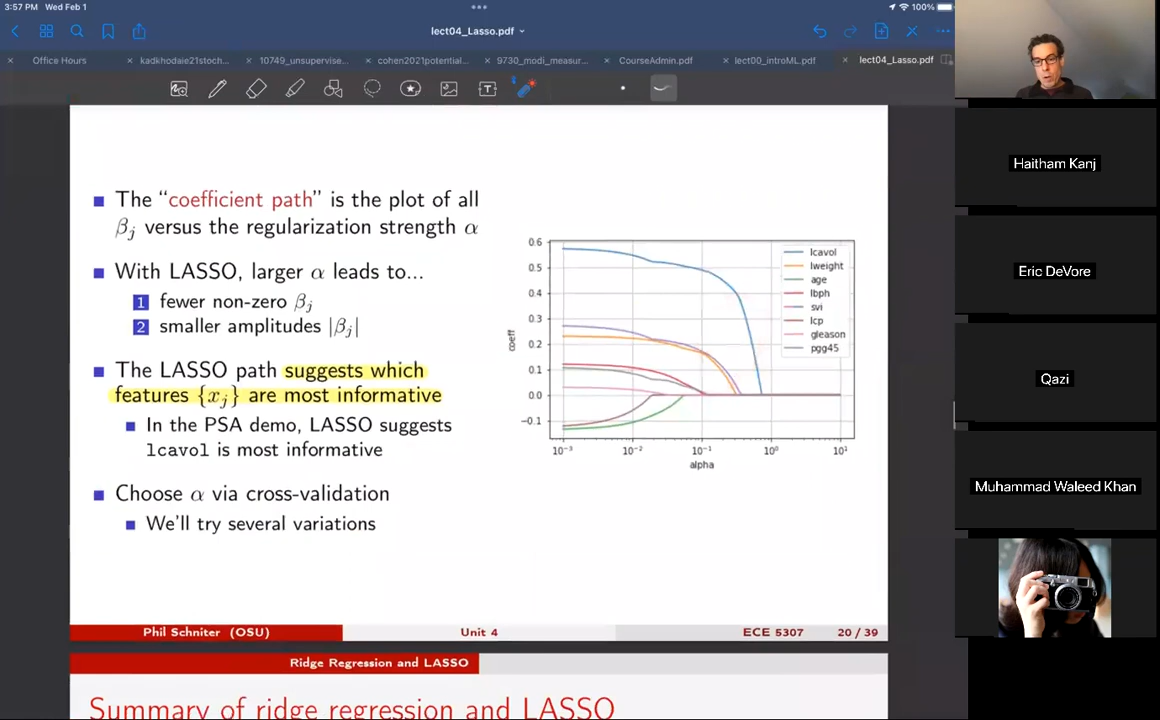 3:57 PM Wed Feb 1
100%
lect04_Lasso.pdf
Office Hours
kadkhodaie21stoch...
10749_unsupervise...
cohen2021potential...
9730_modi_measur...
CourseAdmin.pdf
lect00_introML.pdf
lect04_Lasso.pdf
The “coefficient path” is the plot of all
βj versus the regularization strength α
With LASSO, larger α leads to...
1 fewer non-zero βj
2 smaller amplitudes |βj|
The LASSO path suggests which
features {xj} are most informative
In the PSA demo, LASSO suggests
lcavol is most informative
Choose α via cross-validation
We'll try several variations
0.6
0.5
0.4
0.3
0.2
0.1
0.0
−0.1
coeff
10⁻³ 10⁻² 10⁻¹ 10⁰ 10¹
alpha
lcavol
lweight
age
lbph
svi
lcp
gleason
pgg45
Phil Schniter (OSU) Unit 4 ECE 5307 20 / 39
Ridge Regression and LASSO
Summary of ridge regression and LASSO
Haitham Kanj
Eric DeVore
Qazi
Muhammad Waleed Khan